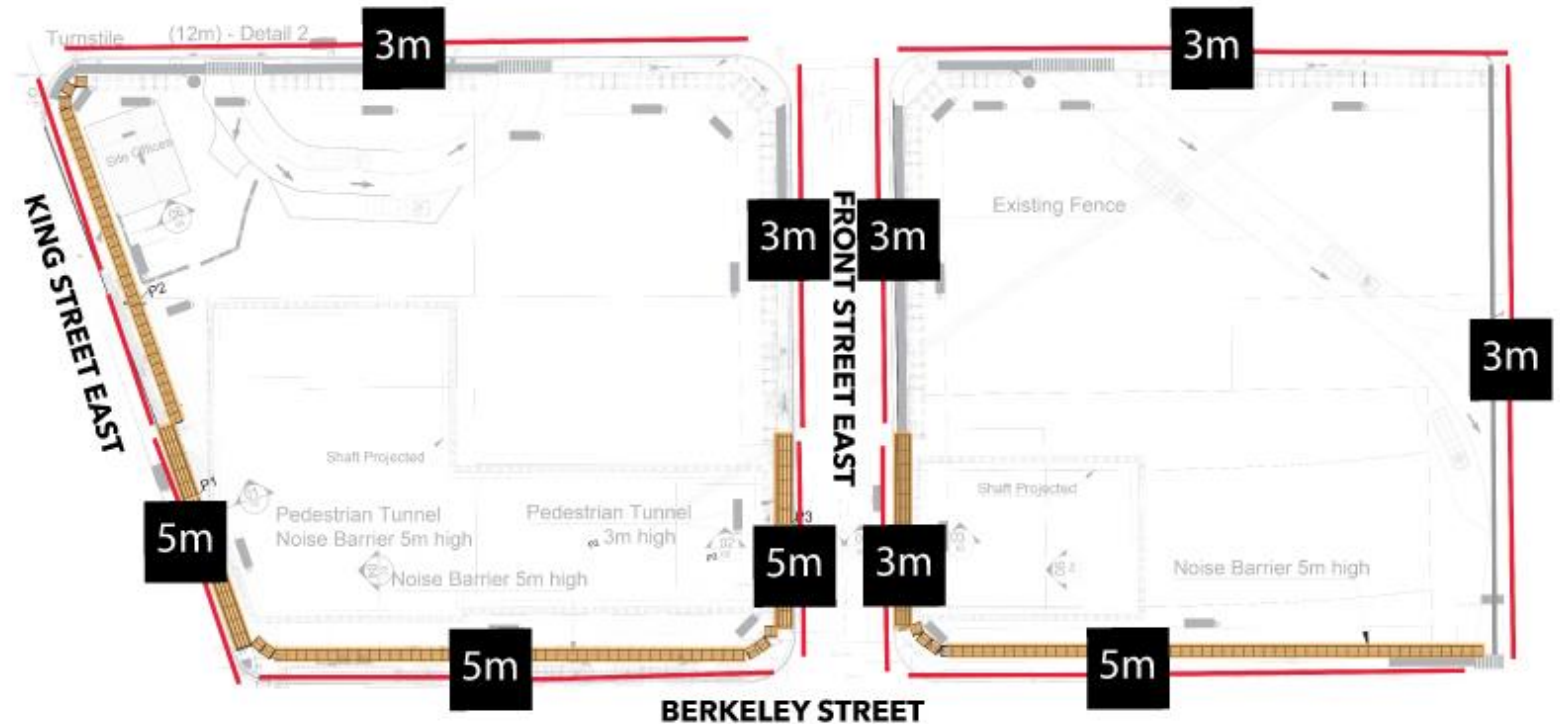 Turnstile
(12m) - Detail 2
3m
3m
Site Offices
KING STREET EAST
P2
3m
FRONT STREET EAST
3m
Existing Fence
3m
Shaft Projected
P1
5m
Pedestrian Tunnel
Noise Barrier 5m high
Pedestrian Tunnel
3m high
Noise Barrier 5m high
P3
5m
3m
Shaft Projected
Noise Barrier 5m high
5m
5m
BERKELEY STREET